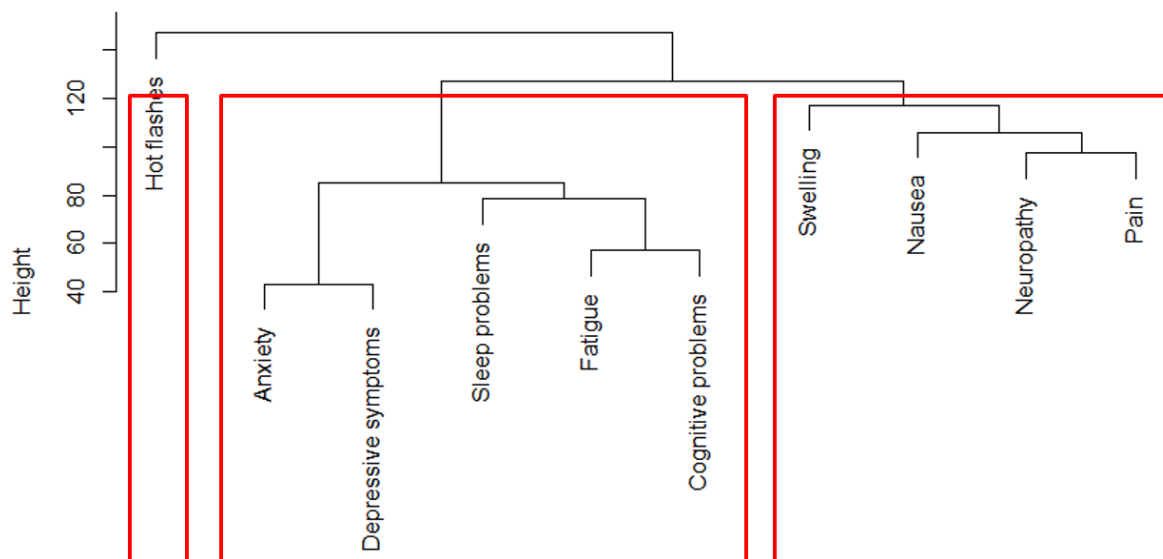 Height
120
80
60
40
Hot flashes
Anxiety
Depressive symptoms
Sleep problems
Fatigue
Cognitive problems
Swelling
Nausea
Neuropathy
Pain